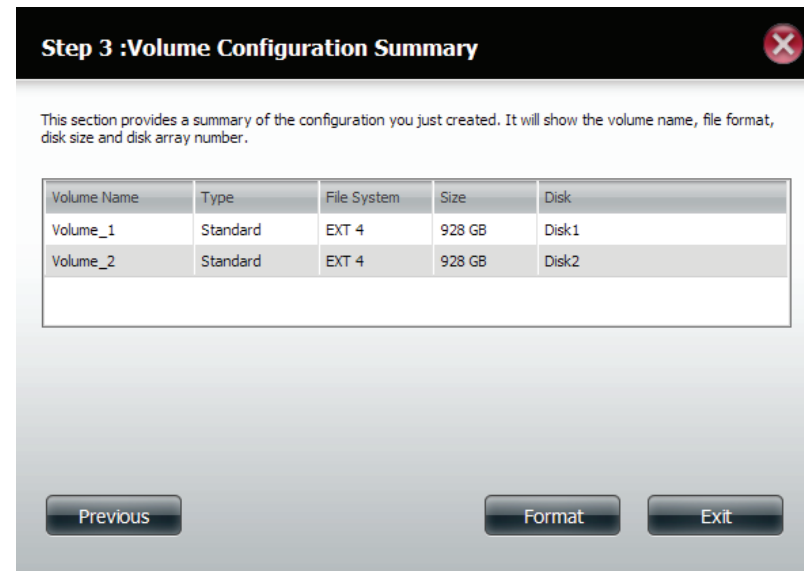 Step 3 :Volume Configuration Summary
This section provides a summary of the configuration you just created. It will show the volume name, file format,
disk size and disk array number.
Volume Name Type File System Size Disk
Volume_1 Standard EXT 4 928 GB Disk1
Volume_2 Standard EXT 4 928 GB Disk2
Previous Format Exit